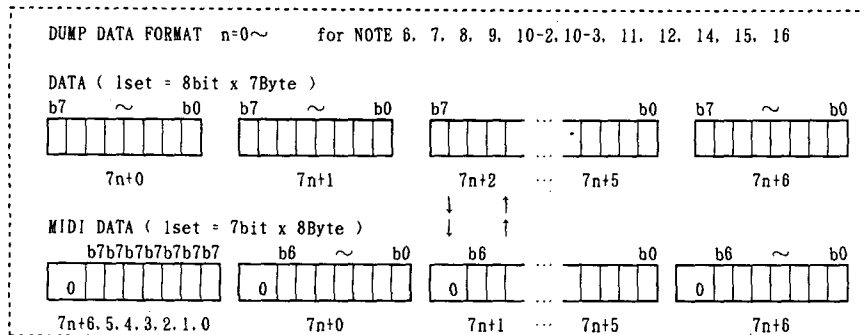 DUMP DATA FORMAT n=0～ for NOTE 6, 7, 8, 9, 10-2, 10-3, 11, 12, 14, 15, 16
DATA ( 1set = 8bit x 7Byte )
b7 ～ b0 b7 ～ b0 b7 b0 b7 ～ b0
...
7n+0 7n+1 7n+2 ... 7n+5 7n+6
↓ ↑
MIDI DATA ( 1set = 7bit x 8Byte ) ↓ ↑
b7b7b7b7b7b7b7 b6 ～ b0 b6 b0 b6 ～ b0
0 0 0 ... 0
7n+6,5,4,3,2,1,0 7n+0 7n+1 ... 7n+5 7n+6